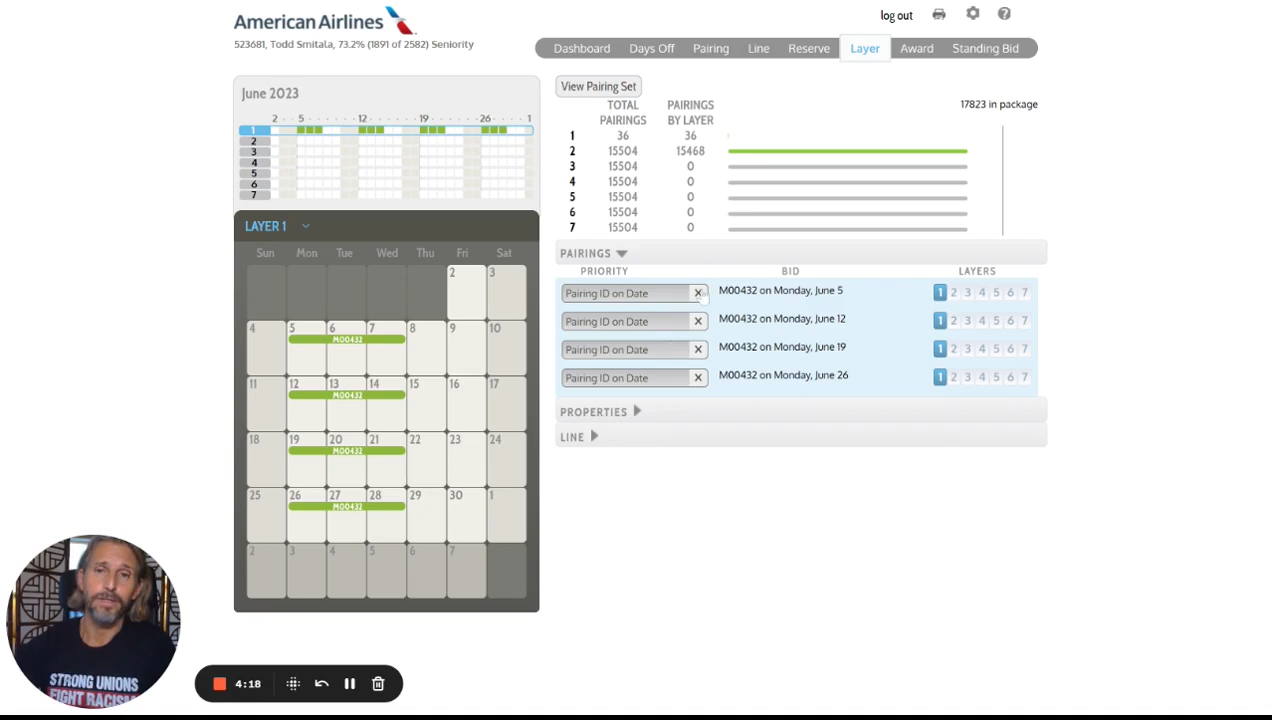 American Airlines
log out
523681, Todd Smitala, 73.2% (1891 of 2582) Seniority
Dashboard Days Off Pairing Line Reserve Layer Award Standing Bid
June 2023
2 5 12 19 26 1
1
2
3
4
5
6
7
LAYER 1
Sun Mon Tue Wed Thu Fri Sat
2 3
4 5 6 7 8 9 10
M00432
11 12 13 14 15 16 17
M00432
18 19 20 21 22 23 24
M00432
25 26 27 28 29 30 1
M00432
2 3 4 5 6 7
View Pairing Set
17823 in package
TOTAL PAIRINGS
PAIRINGS BY LAYER
1 36 36
2 15504 15468
3 15504 0
4 15504 0
5 15504 0
6 15504 0
7 15504 0
PAIRINGS
PRIORITY BID LAYERS
Pairing ID on Date X M00432 on Monday, June 5 1 2 3 4 5 6 7
Pairing ID on Date X M00432 on Monday, June 12 1 2 3 4 5 6 7
Pairing ID on Date X M00432 on Monday, June 19 1 2 3 4 5 6 7
Pairing ID on Date X M00432 on Monday, June 26 1 2 3 4 5 6 7
PROPERTIES
LINE
STRONG UNIONS
FIGHT RACISM
4:18